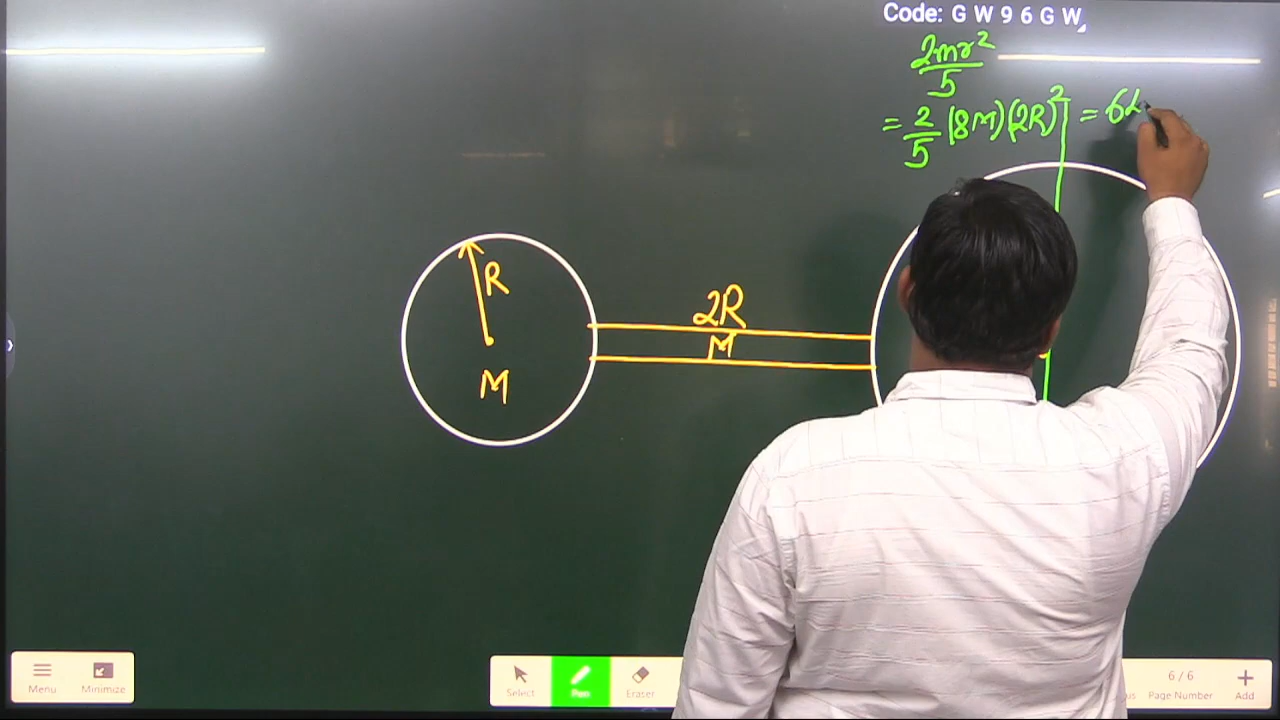 Code: G W 9 6 G W
2mr²
5
= 2/5 (8M)(2R)² = 64
R
M
2R
M
Menu
Minimize
Select
Pen
Eraser
6 / 6
Page Number
Add